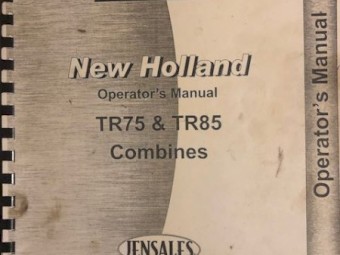 New Holland
Operator's Manual
TR75 & TR85
Combines
JENSALES
Operator's Manual